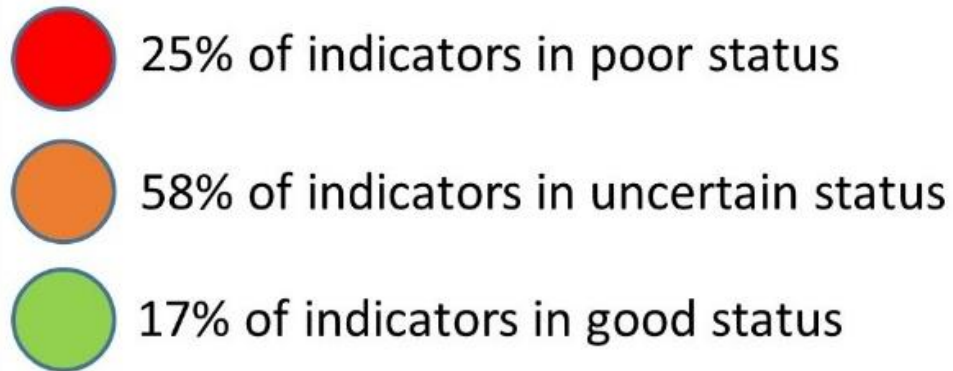 25% of indicators in poor status
58% of indicators in uncertain status
17% of indicators in good status